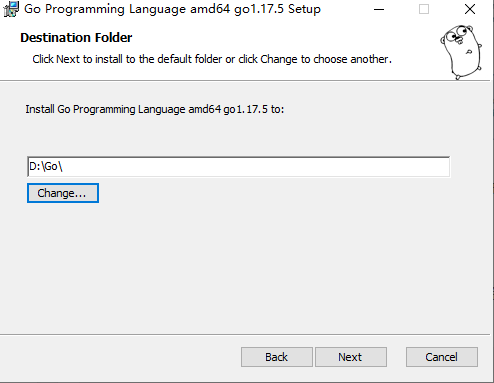 Go Programming Language amd64 go1.17.5 Setup
Destination Folder
Click Next to install to the default folder or click Change to choose another.
Install Go Programming Language amd64 go1.17.5 to:
D:\Go\
Change...
Back Next Cancel